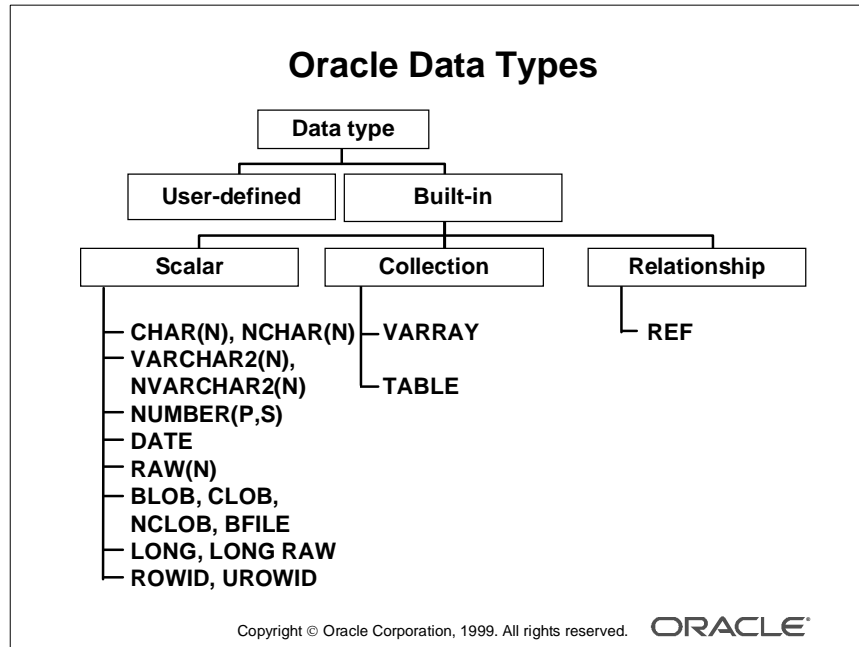 Oracle Data Types
Data type
User-defined
Built-in
Scalar
Collection
Relationship
CHAR(N), NCHAR(N)
VARCHAR2(N),
NVARCHAR2(N)
NUMBER(P,S)
DATE
RAW(N)
BLOB, CLOB,
NCLOB, BFILE
LONG, LONG RAW
ROWID, UROWID
VARRAY
TABLE
REF
Copyright © Oracle Corporation, 1999. All rights reserved.
ORACLE®